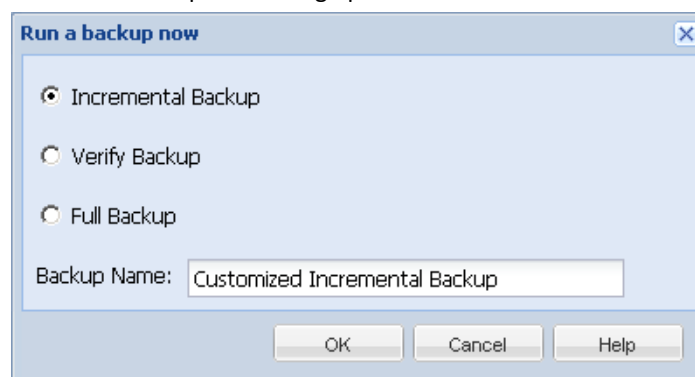 Run a backup now
Incremental Backup
Verify Backup
Full Backup
Backup Name: Customized Incremental Backup
OK Cancel Help